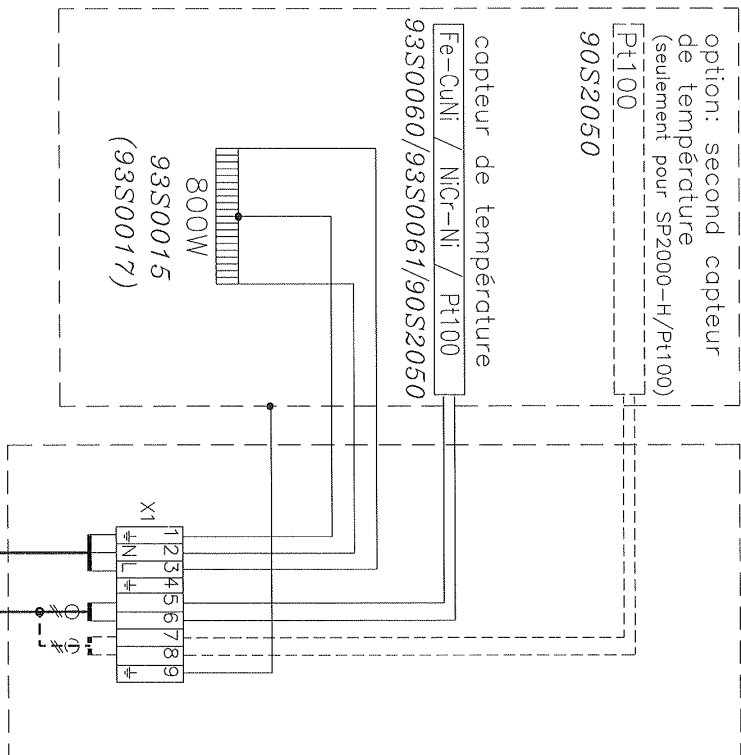 option: second capteur
de température
(seulement pour SP2000-H/Pt100)
Pt100
90S2050
capteur de température
Fe-CuNi / NiCr-Ni / Pt100
93S0060/93S0061/90S2050
800W
93S0015
(93S0017)
X1
1 2 3 4 5 6 7 8 9
N L